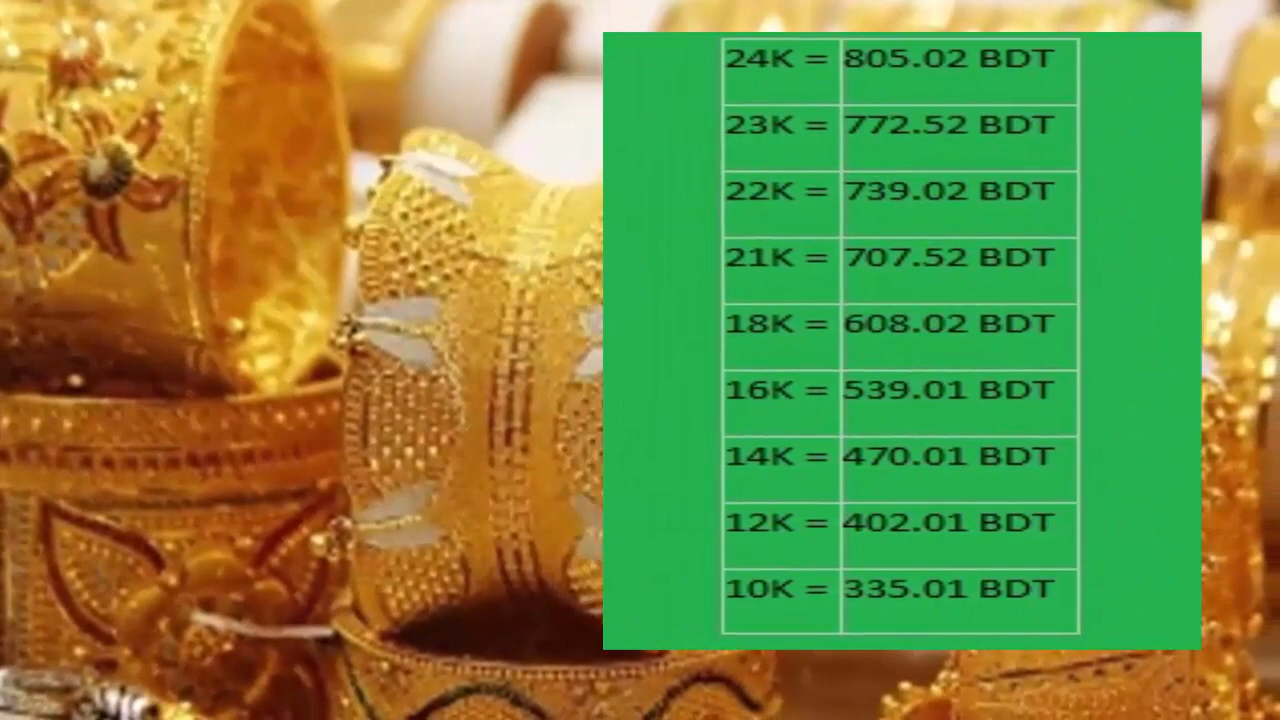 24K = 805.02 BDT
23K = 772.52 BDT
22K = 739.02 BDT
21K = 707.52 BDT
18K = 608.02 BDT
16K = 539.01 BDT
14K = 470.01 BDT
12K = 402.01 BDT
10K = 335.01 BDT